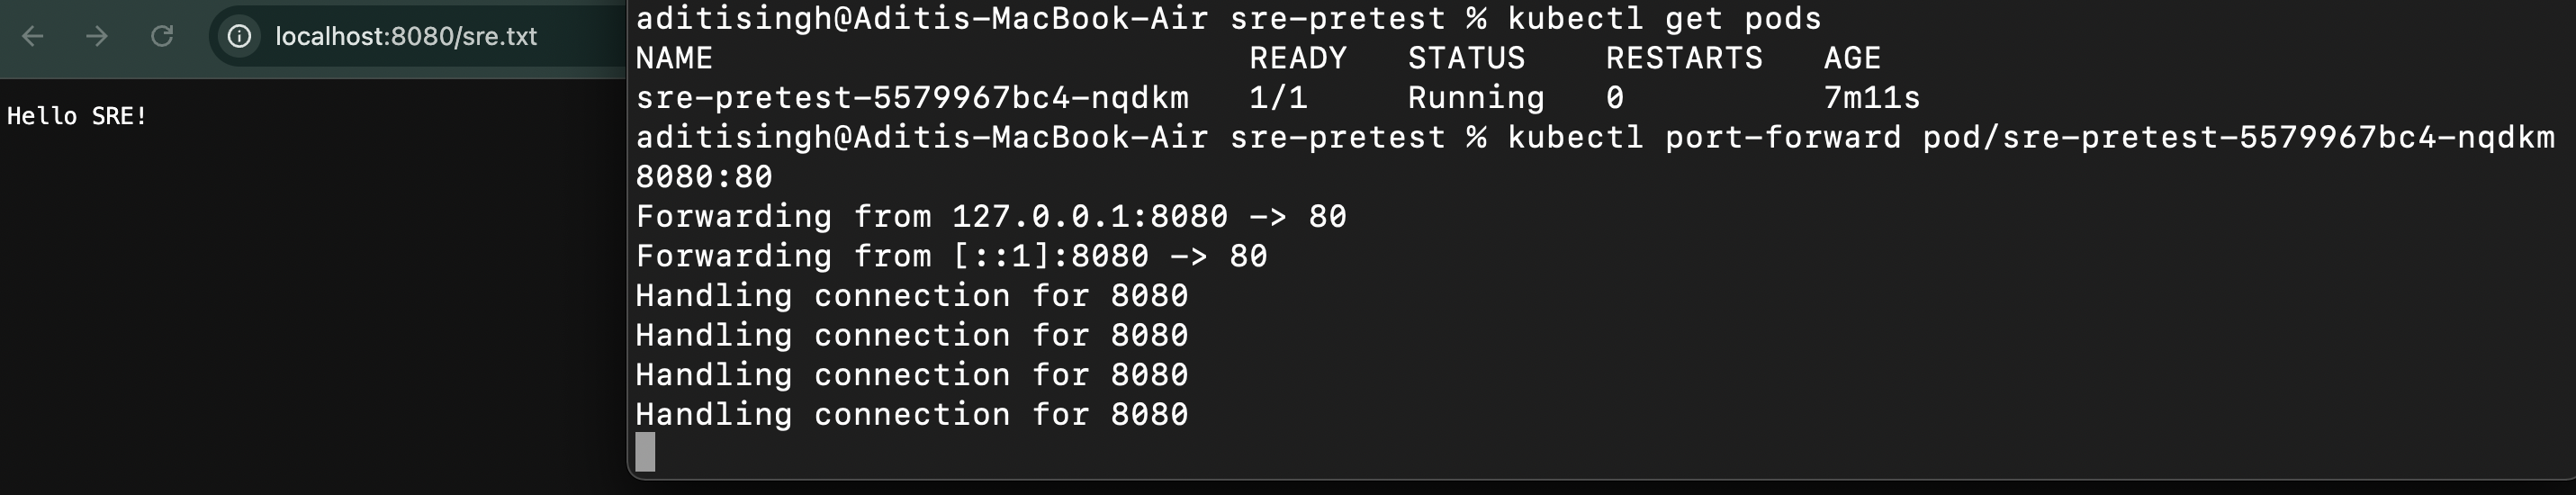 localhost:8080/sre.txt
Hello SRE!
aditisingh@Aditis-MacBook-Air sre-pretest % kubectl get pods
NAME READY STATUS RESTARTS AGE
sre-pretest-5579967bc4-nqdkm 1/1 Running 0 7m11s
aditisingh@Aditis-MacBook-Air sre-pretest % kubectl port-forward pod/sre-pretest-5579967bc4-nqdkm
8080:80
Forwarding from 127.0.0.1:8080 -> 80
Forwarding from [::1]:8080 -> 80
Handling connection for 8080
Handling connection for 8080
Handling connection for 8080
Handling connection for 8080